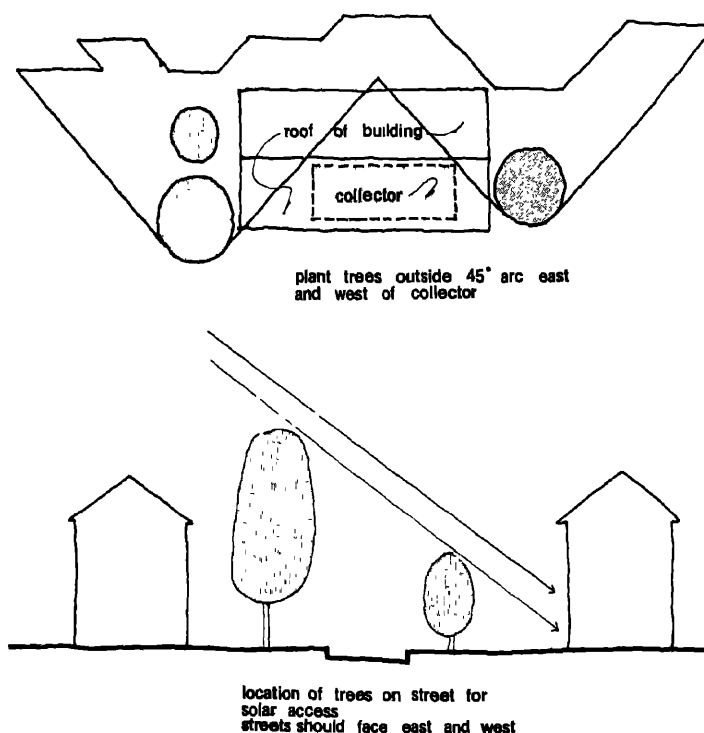 roof of building
collector
plant trees outside 45° arc east
and west of collector
location of trees on street for
solar access
streets should face east and west